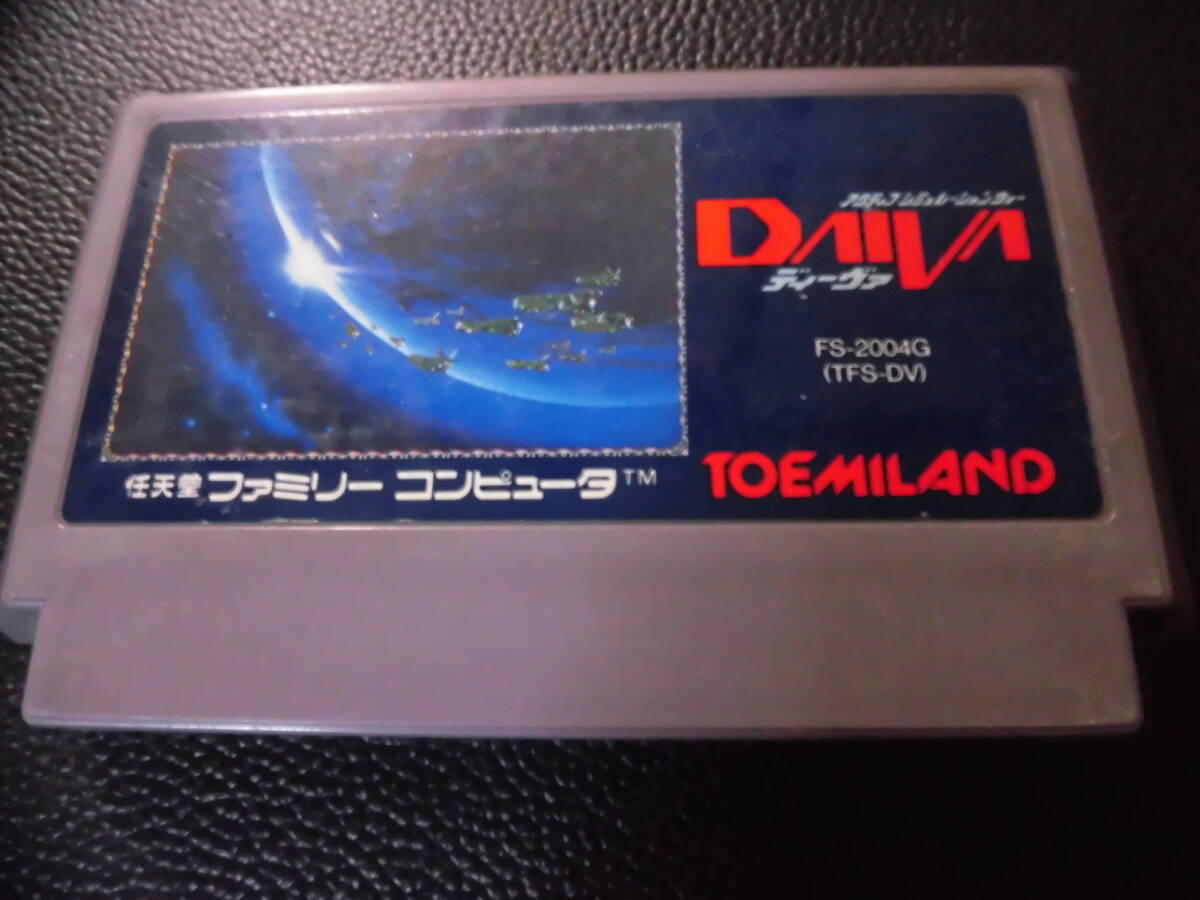 アクティブシミュレーションウォー
DAIVA
ディーヴァ
FS-2004G
(TFS-DV)
任天堂 ファミリー コンピュータ™
TOEMILAND